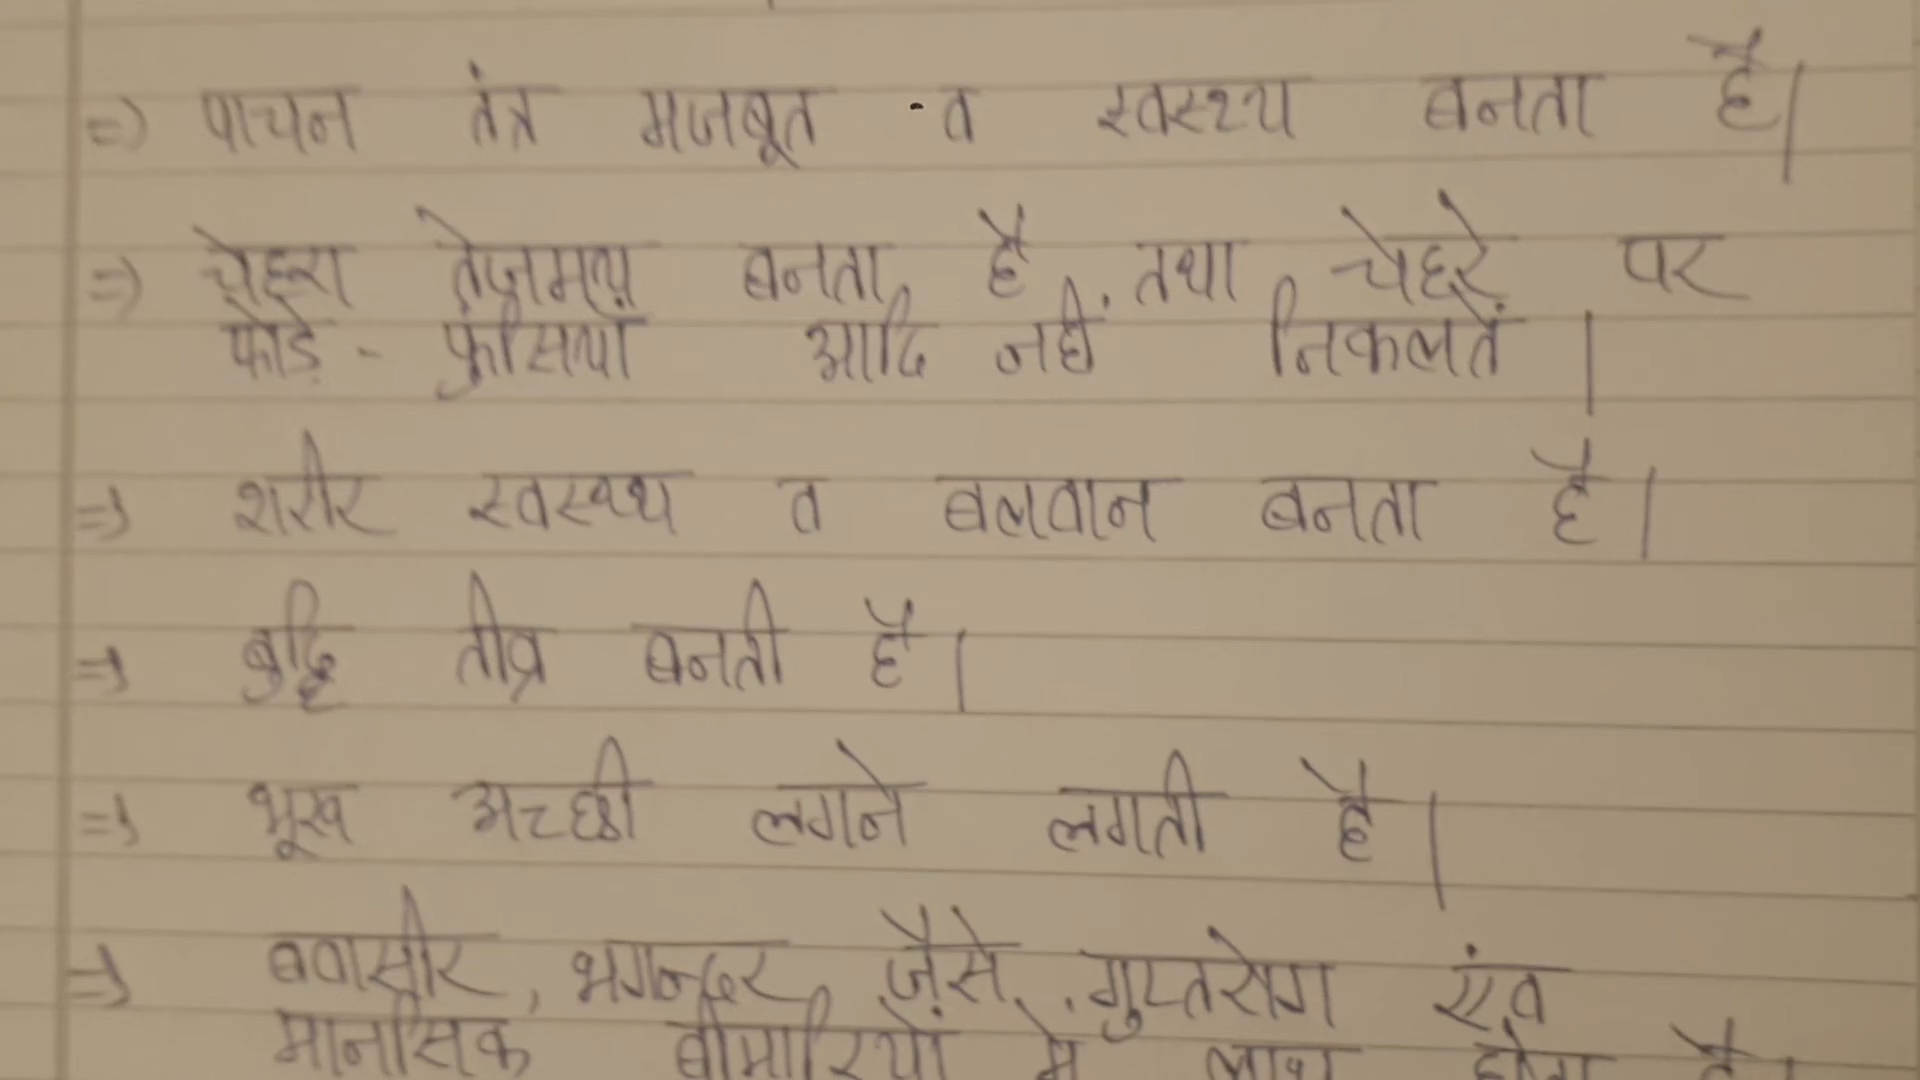 => पाचन तंत्र मजबूत व स्वस्थ्य बनता है।
=> चेहरा तेजमय बनता है तथा चेहरे पर
फोडे - फुंसियाँ आदि नहीं निकलते।
=> शरीर स्वस्थ्य व बलवान बनता है।
=> बुद्धि तीव्र बनती है।
=> भूख अच्छी लगने लगती है।
=> बवासीर, भगन्दर जैसे गुप्तरोग एंव
मानसिक बीमारियों में लाभ होता है।